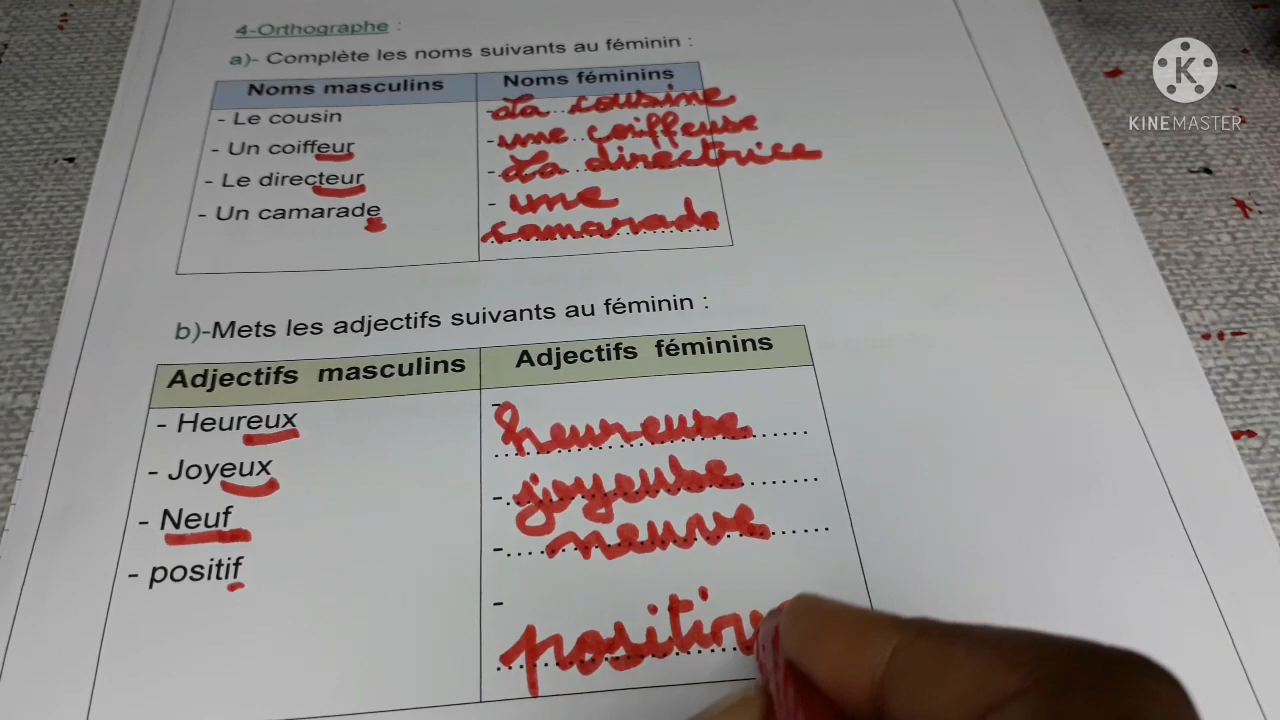 4-Orthographe :
a)- Complète les noms suivants au féminin :
Noms masculins Noms féminins
- Le cousin - La cousine
- Un coiffeur - une coiffeuse
- Le directeur - La directrice
- Un camarade - une
camarade
b)-Mets les adjectifs suivants au féminin :
Adjectifs masculins Adjectifs féminins
- Heureux - heureuse
- Joyeux - joyeuse
- Neuf - neuve
- positif - positiv
K
KINEMASTER